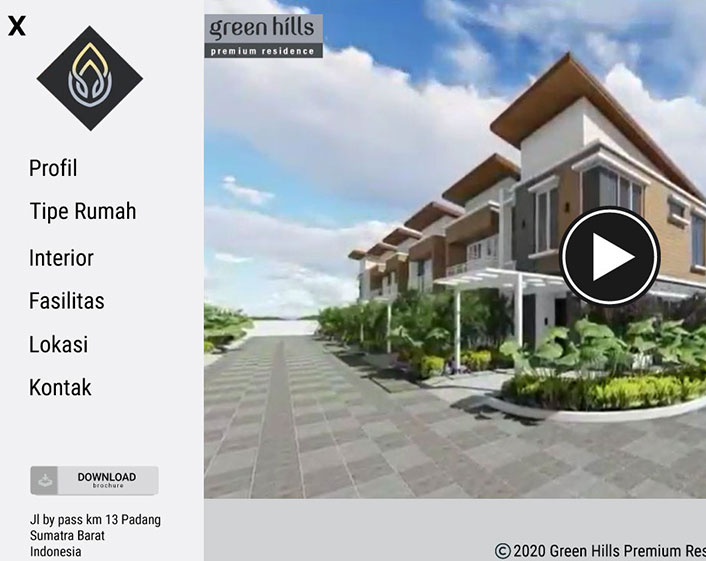 X
green hills
premium residence
Profil
Tipe Rumah
Interior
Fasilitas
Lokasi
Kontak
DOWNLOAD
brochure
Jl by pass km 13 Padang
Sumatra Barat
Indonesia
© 2020 Green Hills Premium Res